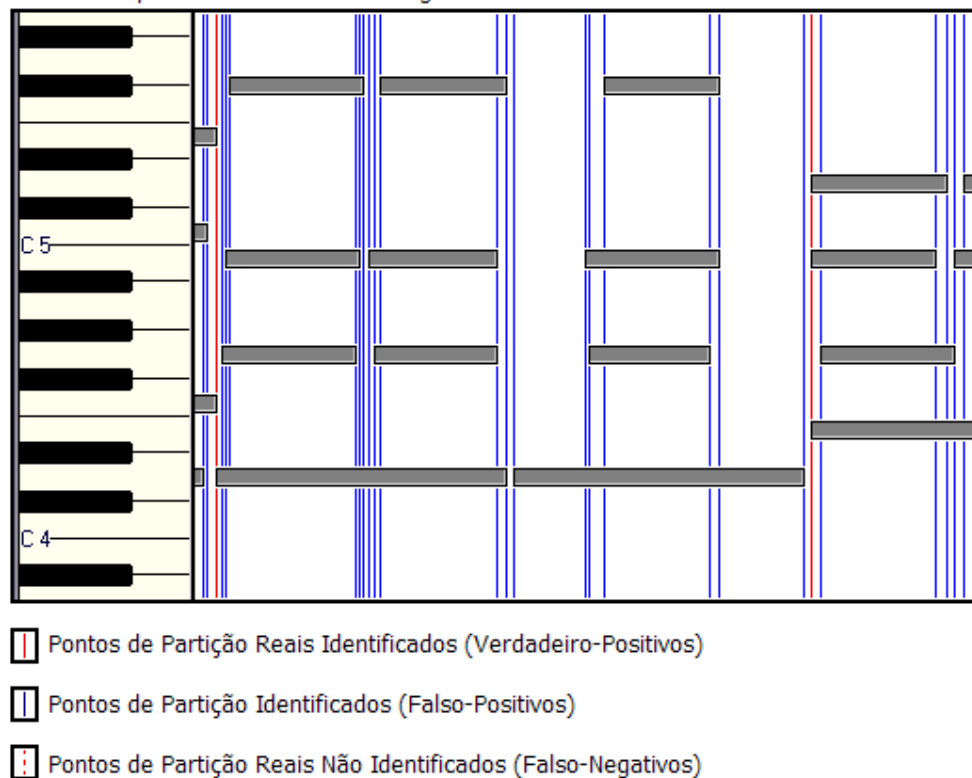 C 5
C 4
Pontos de Partição Reais Identificados (Verdadeiro-Positivos)
Pontos de Partição Identificados (Falso-Positivos)
Pontos de Partição Reais Não Identificados (Falso-Negativos)